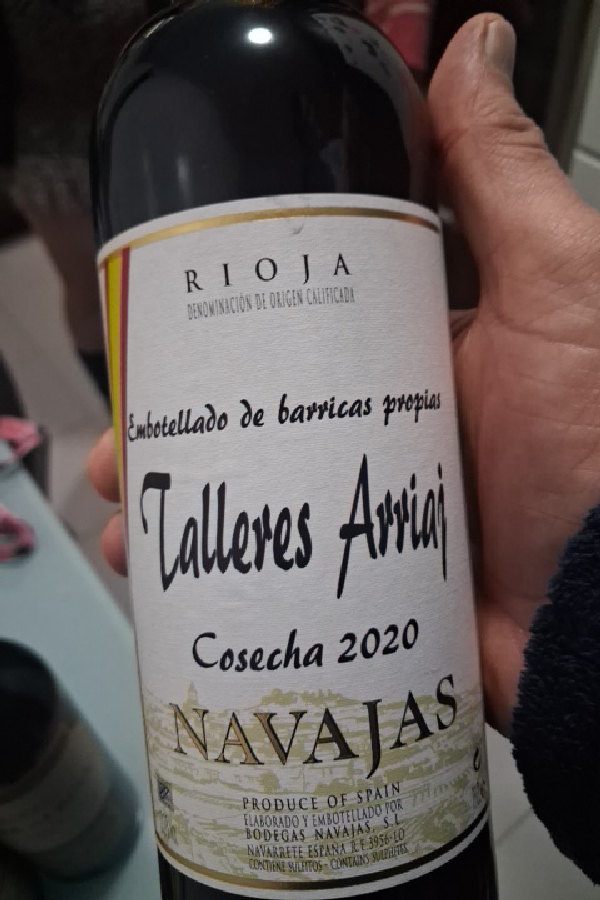 RIOJA
DENOMINACIÓN DE ORIGEN CALIFICADA
Embotellado de barricas propias
Talleres Arriaj
Cosecha 2020
NAVAJAS
PRODUCE OF SPAIN
ELABORADO Y EMBOTELLADO POR
BODEGAS NAVAJAS, S.L
NAVARRETE ESPAÑA R.E 3956-LO
CONTIENE SULFITOS - CONTAINS SULPHITES